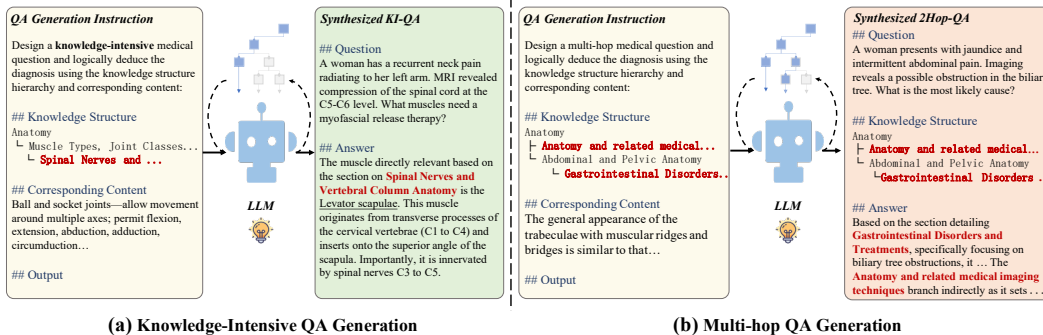 QA Generation Instruction
Design a knowledge-intensive medical
question and logically deduce the
diagnosis using the knowledge structure
hierarchy and corresponding content:
## Knowledge Structure
Anatomy
└ Muscle Types, Joint Classes...
└ Spinal Nerves and ...
## Corresponding Content
Ball and socket joints—allow movement
around multiple axes; permit flexion,
extension, abduction, adduction,
circumduction…
## Output
LLM
Synthesized KI-QA
## Question
A woman has a recurrent neck pain
radiating to her left arm. MRI revealed
compression of the spinal cord at the
C5-C6 level. What muscles need a
myofascial release therapy?
## Answer
The muscle directly relevant based on
the section on Spinal Nerves and
Vertebral Column Anatomy is the
Levator scapulae. This muscle
originates from transverse processes of
the cervical vertebrae (C1 to C4) and
inserts onto the superior angle of the
scapula. Importantly, it is innervated
by spinal nerves C3 to C5.
(a) Knowledge-Intensive QA Generation
QA Generation Instruction
Design a multi-hop medical question and
logically deduce the diagnosis using the
knowledge structure hierarchy and
corresponding content:
## Knowledge Structure
Anatomy
├ Anatomy and related medical...
└ Abdominal and Pelvic Anatomy
└ Gastrointestinal Disorders..
## Corresponding Content
The general appearance of the
trabeculae with muscular ridges and
bridges is similar to that…
## Output
LLM
Synthesized 2Hop-QA
## Question
A woman presents with jaundice and
intermittent abdominal pain. Imaging
reveals a possible obstruction in the biliary
tree. What is the most likely cause?
## Knowledge Structure
Anatomy
├ Anatomy and related medical...
└ Abdominal and Pelvic Anatomy
└Gastrointestinal Disorders .
## Answer
Based on the section detailing
Gastrointestinal Disorders and
Treatments, specifically focusing on
biliary tree obstructions, it … The
Anatomy and related medical imaging
techniques branch indirectly as it sets . . .
(b) Multi-hop QA Generation